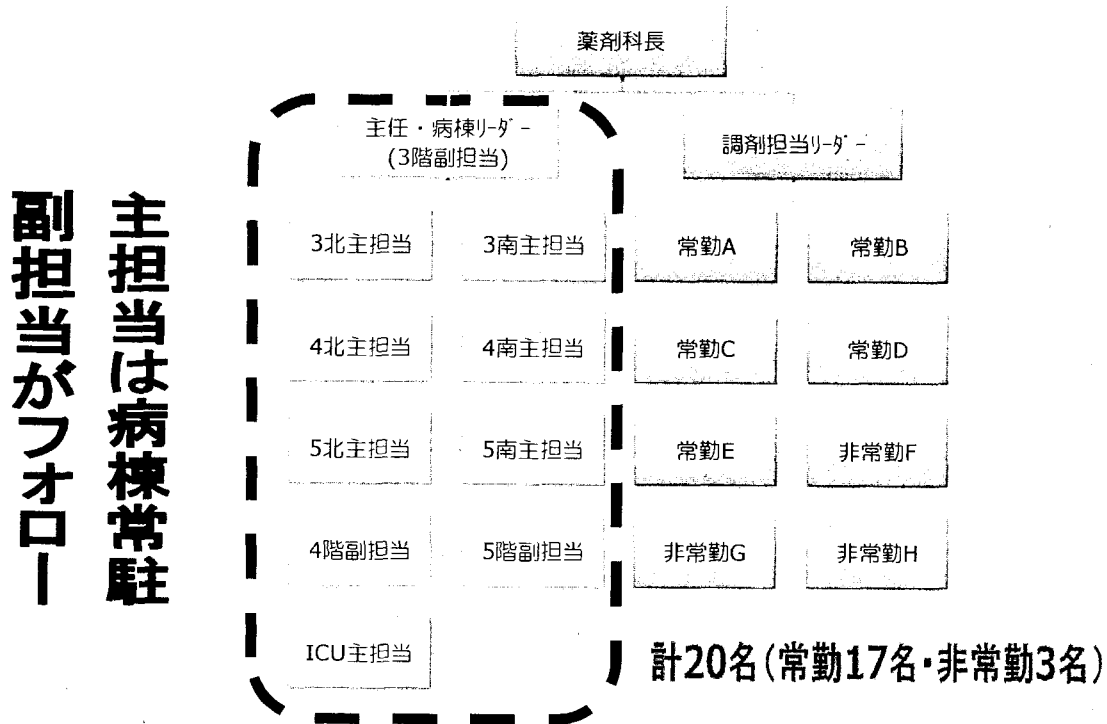 薬剤科長
主任・病棟リーダー
(3階副担当)
調剤担当リーダー
主担当は病棟常駐
副担当がフォロー
3北主担当
3南主担当
常勤A
常勤B
4北主担当
4南主担当
常勤C
常勤D
5北主担当
5南主担当
常勤E
非常勤F
4階副担当
5階副担当
非常勤G
非常勤H
ICU主担当
計20名(常勤17名・非常勤3名)